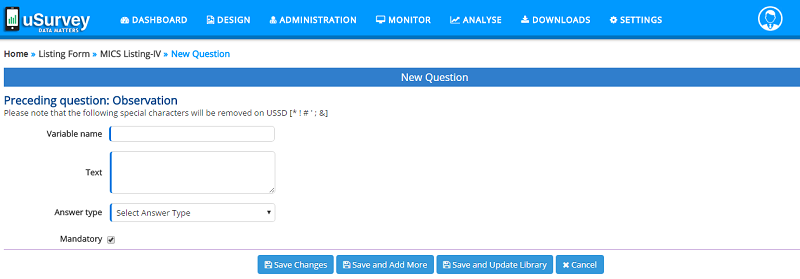 uSurvey
DATA MATTERS
DASHBOARD DESIGN ADMINISTRATION MONITOR ANALYSE DOWNLOADS SETTINGS
Home » Listing Form » MICS Listing-IV » New Question
New Question
Preceding question: Observation
Please note that the following special characters will be removed on USSD [* ! # ' ; &]
Variable name
Text
Answer type Select Answer Type
Mandatory
Save Changes Save and Add More Save and Update Library Cancel